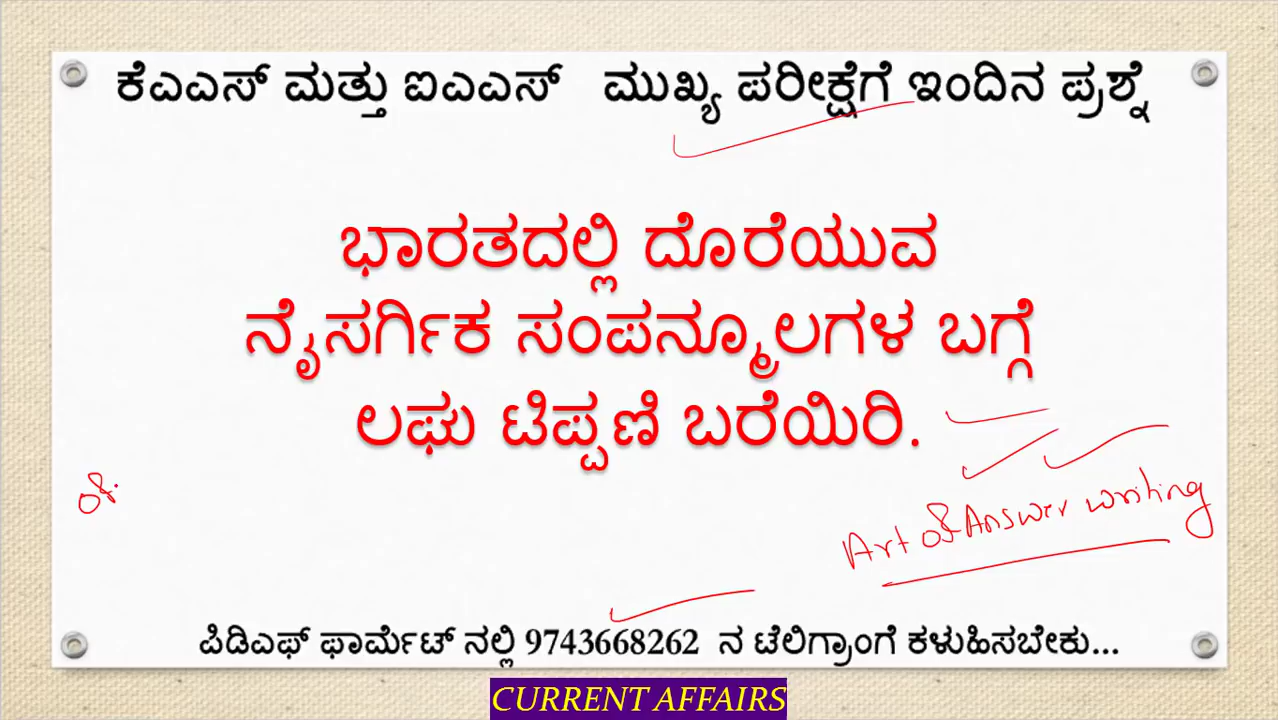 ಕೆಎಎಸ್ ಮತ್ತು ಐಎಎಸ್ ಮುಖ್ಯ ಪರೀಕ್ಷೆಗೆ ಇಂದಿನ ಪ್ರಶ್ನೆ
ಭಾರತದಲ್ಲಿ ದೊರೆಯುವ
ನೈಸರ್ಗಿಕ ಸಂಪನ್ಮೂಲಗಳ ಬಗ್ಗೆ
ಲಘು ಟಿಪ್ಪಣಿ ಬರೆಯಿರಿ.
of
Art of Answer writing
ಪಿಡಿಎಫ್ ಫಾರ್ಮೆಟ್ ನಲ್ಲಿ 9743668262 ನ ಟೆಲಿಗ್ರಾಂಗೆ ಕಳುಹಿಸಬೇಕು...
CURRENT AFFAIRS